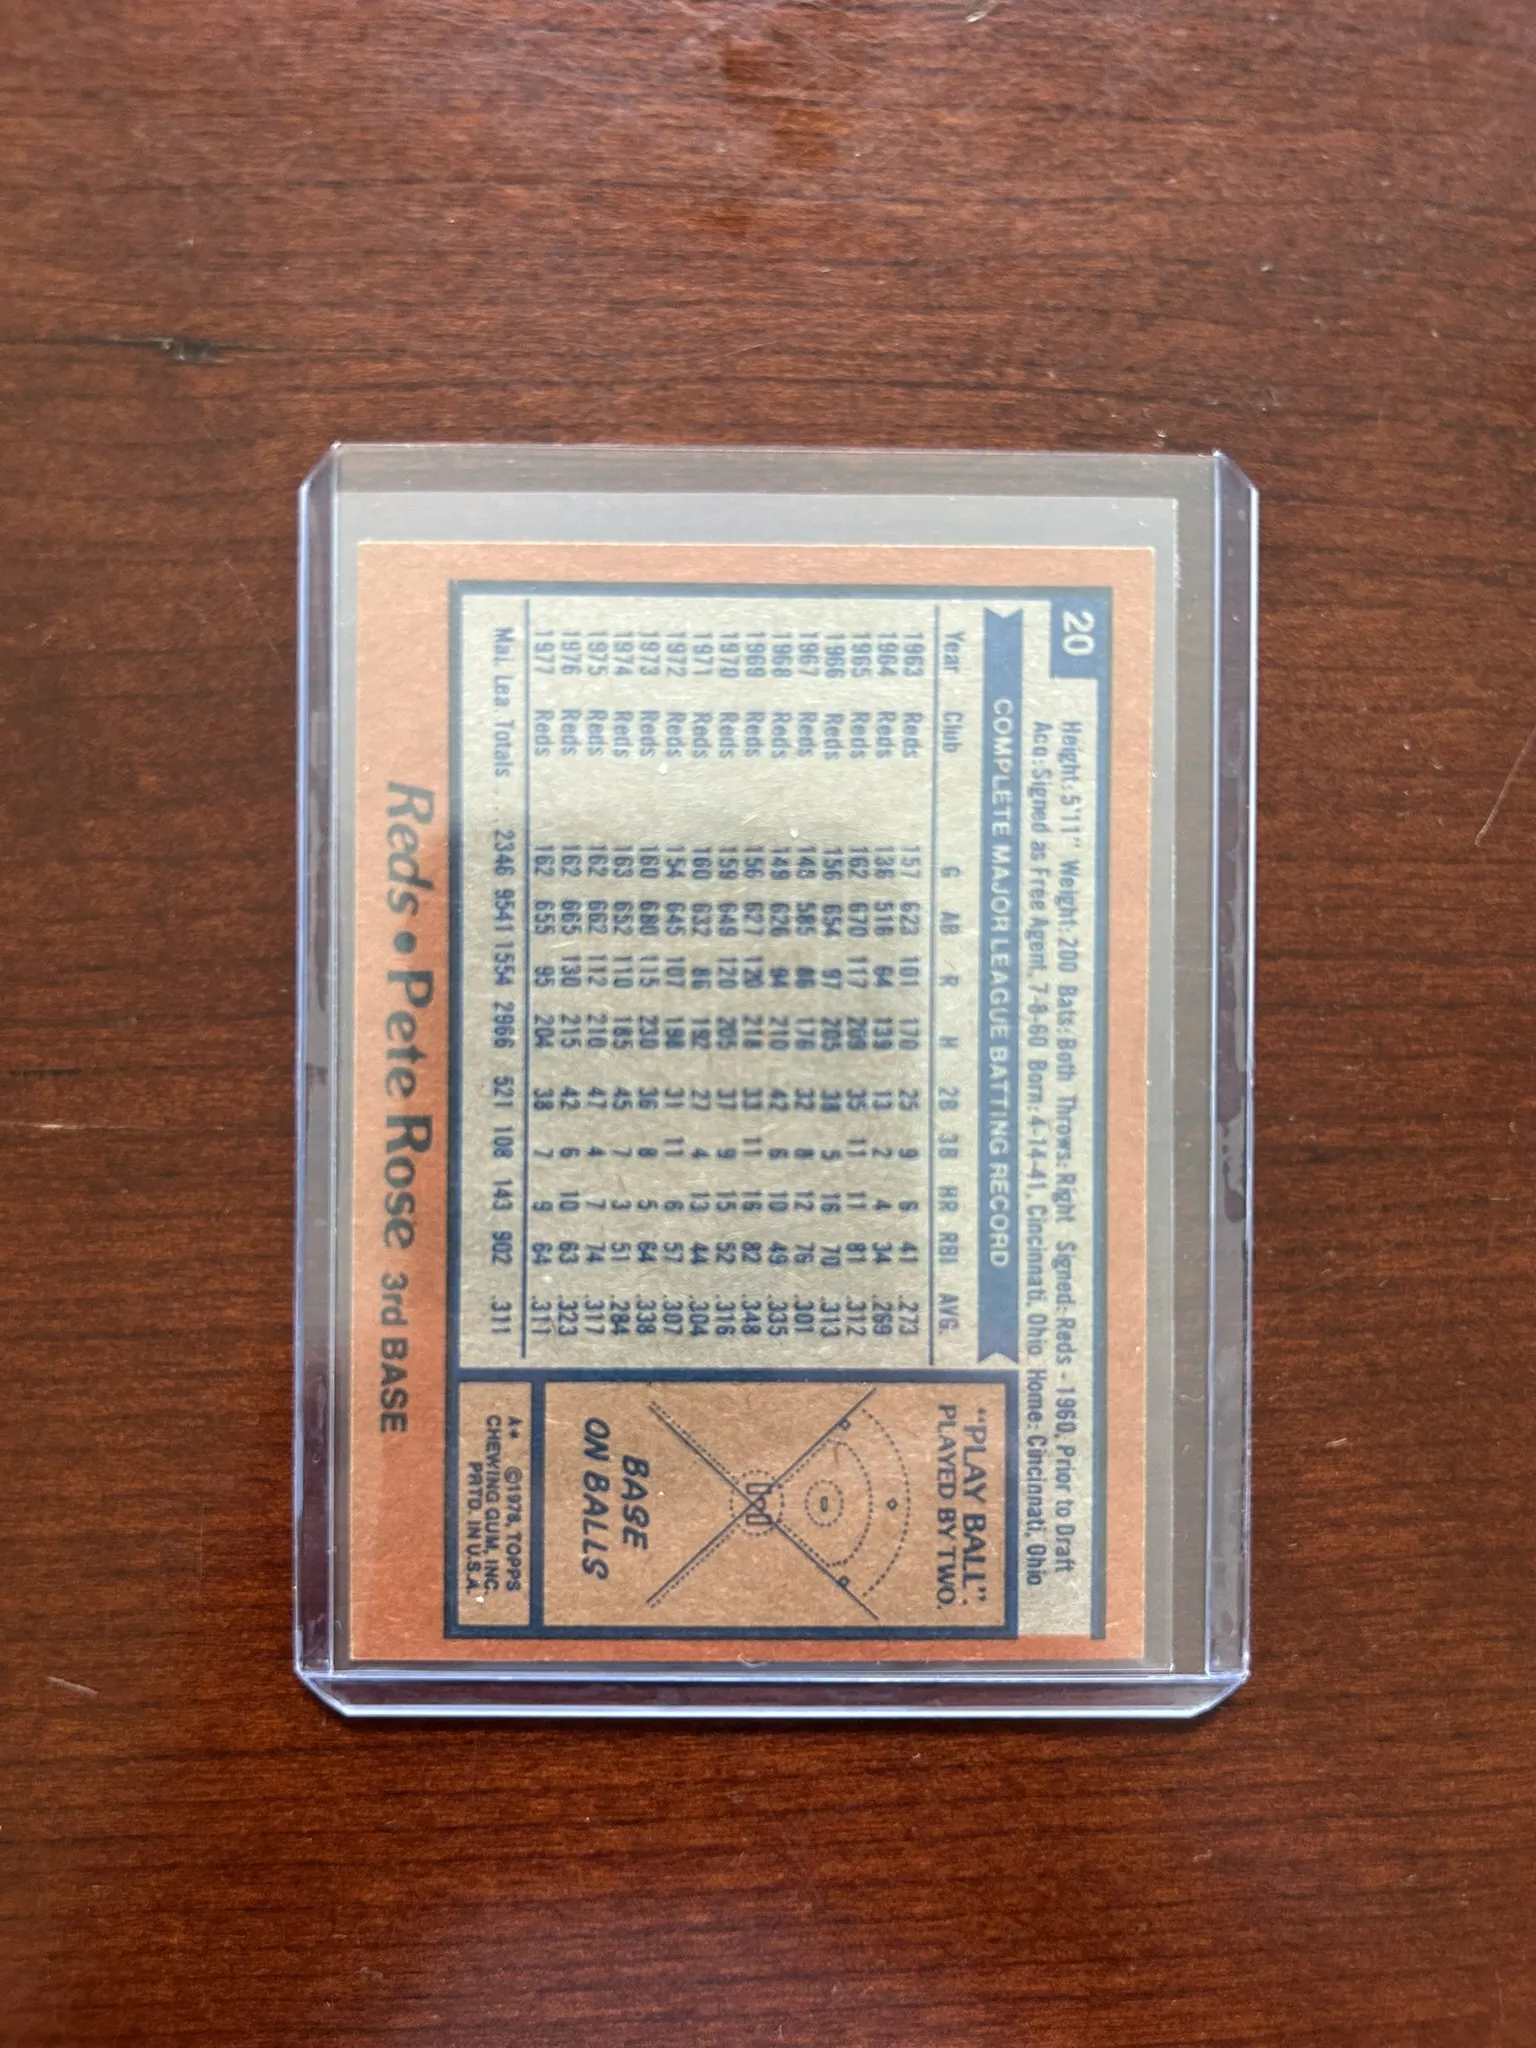 20
Height: 5'11" Weight: 200 Bats: Both Throws: Right Signed: Reds - 1960, Prior to Draft
Acq: Signed as Free Agent, 7-8-60 Born: 4-14-41, Cincinnati, Ohio Home: Cincinnati, Ohio
COMPLETE MAJOR LEAGUE BATTING RECORD
Year Club G AB R H 2B 3B HR RBI AVG.
1963 Reds 157 623 101 170 25 9 6 41 .273
1964 Reds 136 516 64 139 13 2 4 34 .269
1965 Reds 162 670 117 209 35 11 11 81 .312
1966 Reds 156 654 97 205 38 5 16 70 .313
1967 Reds 148 585 86 176 32 8 12 76 .301
1968 Reds 149 626 94 210 42 6 10 49 .335
1969 Reds 156 627 120 218 33 11 16 82 .348
1970 Reds 159 649 120 205 37 9 15 52 .316
1971 Reds 160 632 86 192 27 4 13 44 .304
1972 Reds 154 645 107 198 31 11 6 57 .307
1973 Reds 160 680 115 230 36 8 5 64 .338
1974 Reds 163 652 110 185 45 7 3 51 .284
1975 Reds 162 662 112 210 47 4 7 74 .317
1976 Reds 162 665 130 215 42 6 10 63 .323
1977 Reds 162 655 95 204 38 7 9 64 .311
Maj. Lea. Totals . . 2346 9541 1554 2966 521 108 143 902 .311
"PLAY BALL":
PLAYED BY TWO.
BASE
ON BALLS
A* ©1978, TOPPS
CHEWING GUM, INC.
PRTD. IN U.S.A.
Reds • Pete Rose 3rd BASE